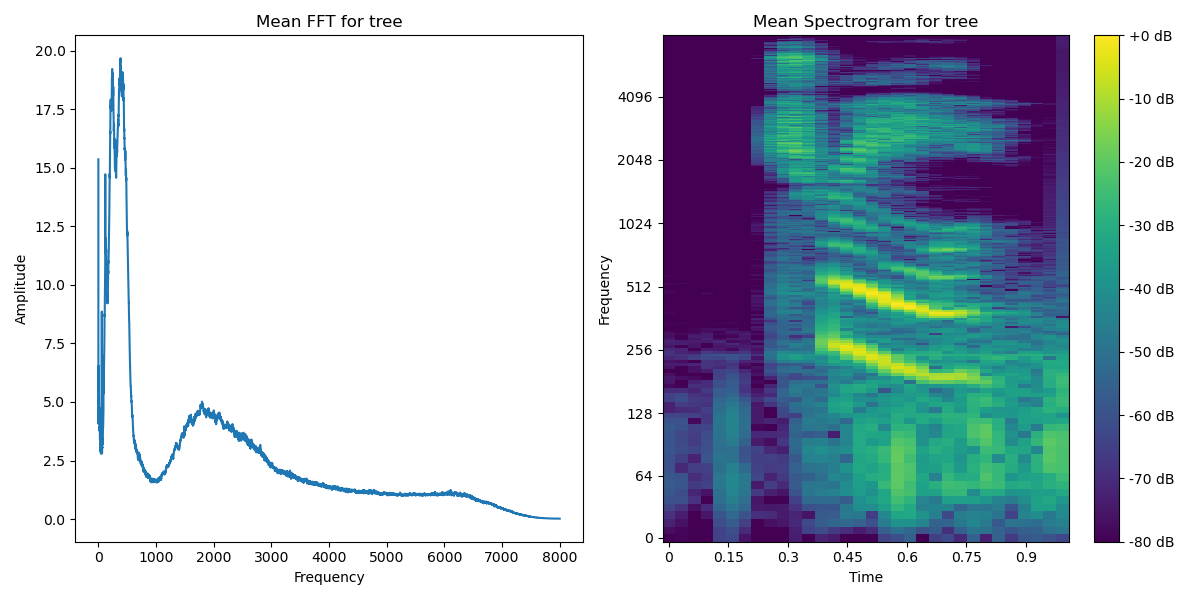 Mean FFT for tree
20.0
17.5
15.0
12.5
10.0
7.5
5.0
2.5
0.0
Amplitude
0 1000 2000 3000 4000 5000 6000 7000 8000
Frequency
Mean Spectrogram for tree
4096
2048
1024
512
256
128
64
0
Frequency
0 0.15 0.3 0.45 0.6 0.75 0.9
Time
+0 dB
-10 dB
-20 dB
-30 dB
-40 dB
-50 dB
-60 dB
-70 dB
-80 dB